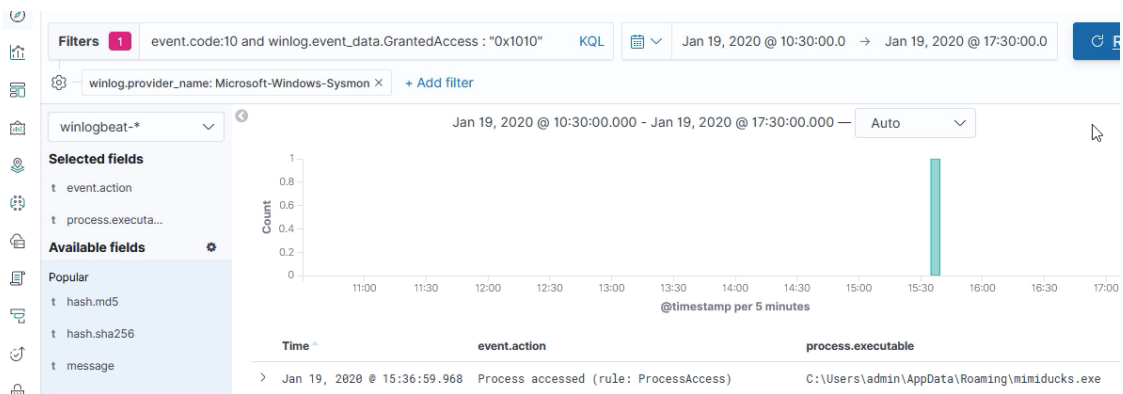 Filters 1 event.code:10 and winlog.event_data.GrantedAccess : "0x1010" KQL Jan 19, 2020 @ 10:30:00.0 → Jan 19, 2020 @ 17:30:00.0
winlog.provider_name: Microsoft-Windows-Sysmon × + Add filter
winlogbeat-*
Jan 19, 2020 @ 10:30:00.000 - Jan 19, 2020 @ 17:30:00.000 — Auto
Selected fields
t event.action
t process.executa...
Available fields
Popular
t hash.md5
t hash.sha256
t message
Count
1
0.8
0.6
0.4
0.2
0
11:00 11:30 12:00 12:30 13:00 13:30 14:00 14:30 15:00 15:30 16:00 16:30 17:00
@timestamp per 5 minutes
Time event.action process.executable
> Jan 19, 2020 @ 15:36:59.968 Process accessed (rule: ProcessAccess) C:\Users\admin\AppData\Roaming\mimiducks.exe